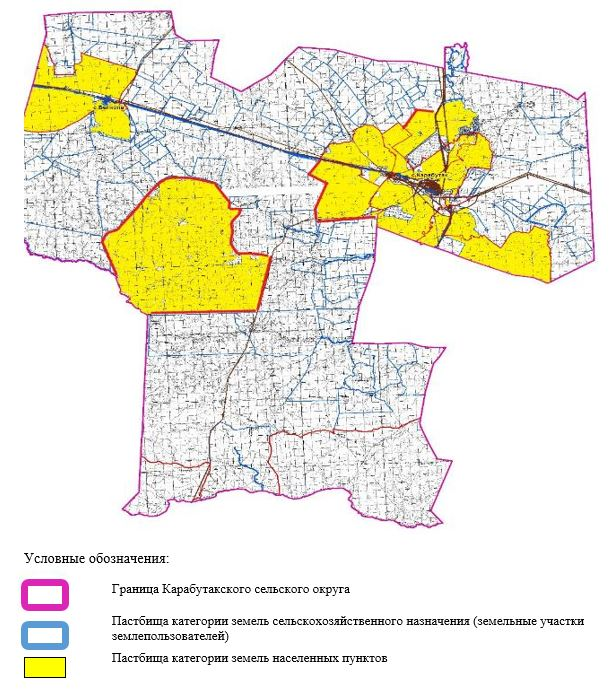 с.Карабутак
Условные обозначения:
Граница Карабутакского сельского округа
Пастбища категории земель сельскохозяйственного назначения (земельные участки
землепользователей)
Пастбища категории земель населенных пунктов